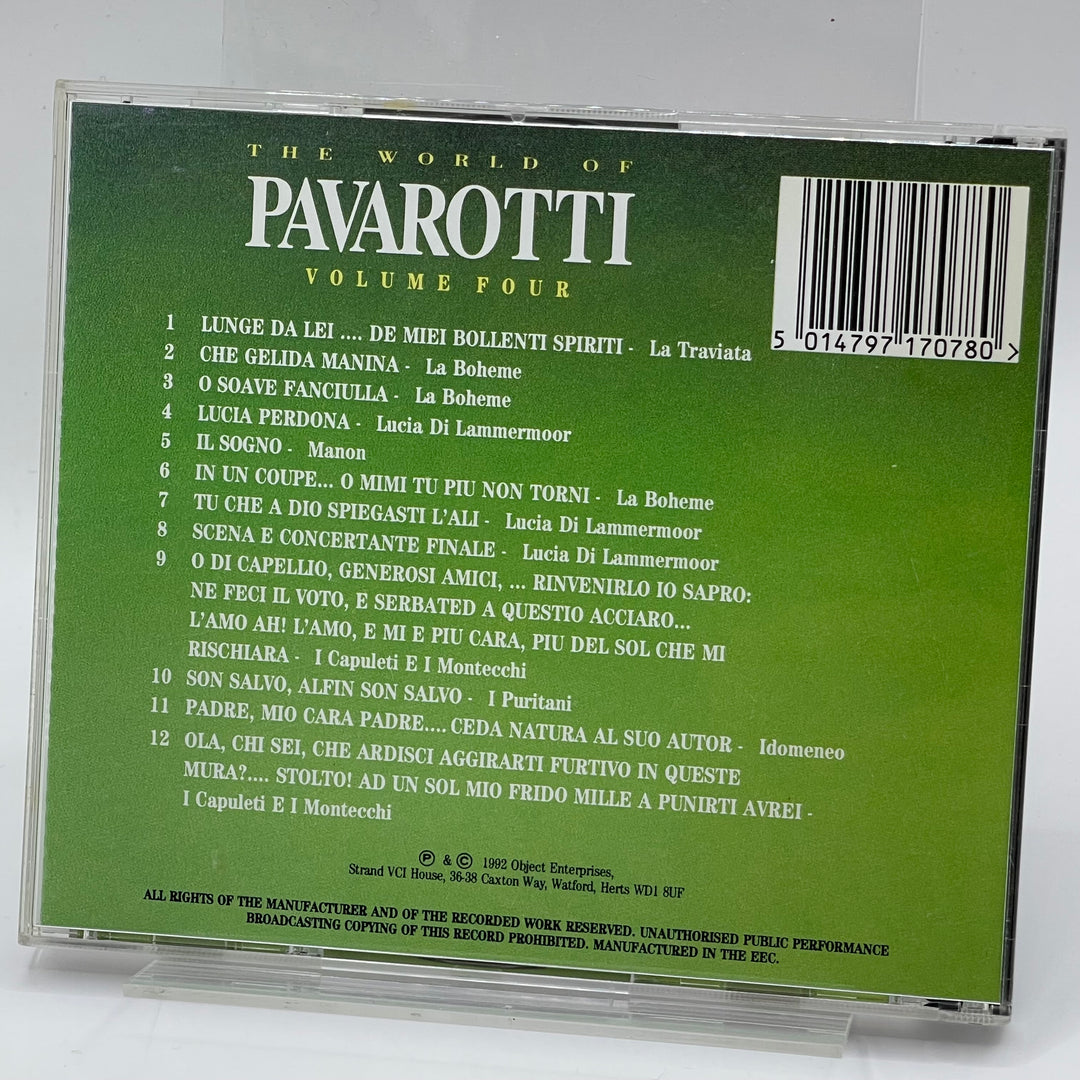 THE WORLD OF
PAVAROTTI
VOLUME FOUR
5 014797 170780 >
1 LUNGE DA LEI .... DE MIEI BOLLENTI SPIRITI - La Traviata
2 CHE GELIDA MANINA - La Boheme
3 O SOAVE FANCIULLA - La Boheme
4 LUCIA PERDONA - Lucia Di Lammermoor
5 IL SOGNO - Manon
6 IN UN COUPE... O MIMI TU PIU NON TORNI - La Boheme
7 TU CHE A DIO SPIEGASTI L'ALI - Lucia Di Lammermoor
8 SCENA E CONCERTANTE FINALE - Lucia Di Lammermoor
9 O DI CAPELLIO, GENEROSI AMICI, ... RINVENIRLO IO SAPRO:
NE FECI IL VOTO, E SERBATED A QUESTIO ACCIARO...
L'AMO AH! L'AMO, E MI E PIU CARA, PIU DEL SOL CHE MI
RISCHIARA - I Capuleti E I Montecchi
10 SON SALVO, ALFIN SON SALVO - I Puritani
11 PADRE, MIO CARA PADRE.... CEDA NATURA AL SUO AUTOR - Idomeneo
12 OLA, CHI SEI, CHE ARDISCI AGGIRARTI FURTIVO IN QUESTE
MURA?.... STOLTO! AD UN SOL MIO FRIDO MILLE A PUNIRTI AVREI -
I Capuleti E I Montecchi
Ⓟ & © 1992 Object Enterprises,
Strand VCI House, 36-38 Caxton Way, Watford, Herts WD1 8UF
ALL RIGHTS OF THE MANUFACTURER AND OF THE RECORDED WORK RESERVED. UNAUTHORISED PUBLIC PERFORMANCE
BROADCASTING COPYING OF THIS RECORD PROHIBITED. MANUFACTURED IN THE EEC.